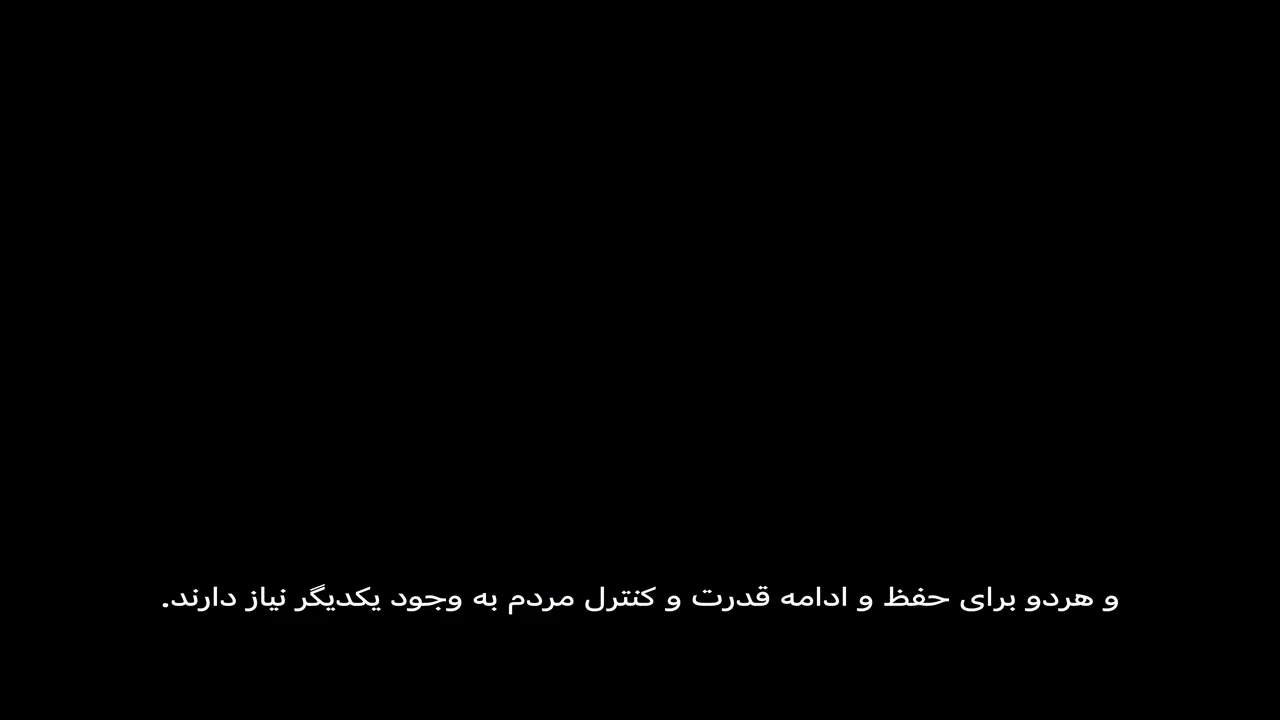 و هردو برای حفظ و ادامه قدرت و کنترل مردم به وجود یکدیگر نیاز دارند.